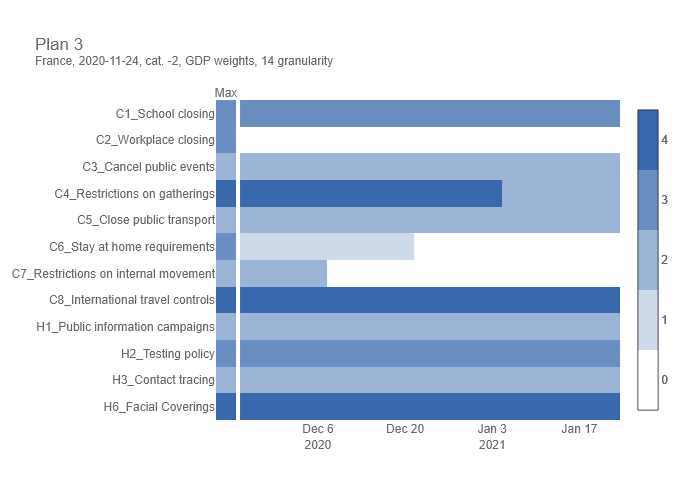 Plan 3
France, 2020-11-24, cat. -2, GDP weights, 14 granularity
Max
C1_School closing
C2_Workplace closing
C3_Cancel public events
C4_Restrictions on gatherings
C5_Close public transport
C6_Stay at home requirements
C7_Restrictions on internal movement
C8_International travel controls
H1_Public information campaigns
H2_Testing policy
H3_Contact tracing
H6_Facial Coverings
Dec 6
2020
Dec 20
Jan 3
2021
Jan 17
4
3
2
1
0